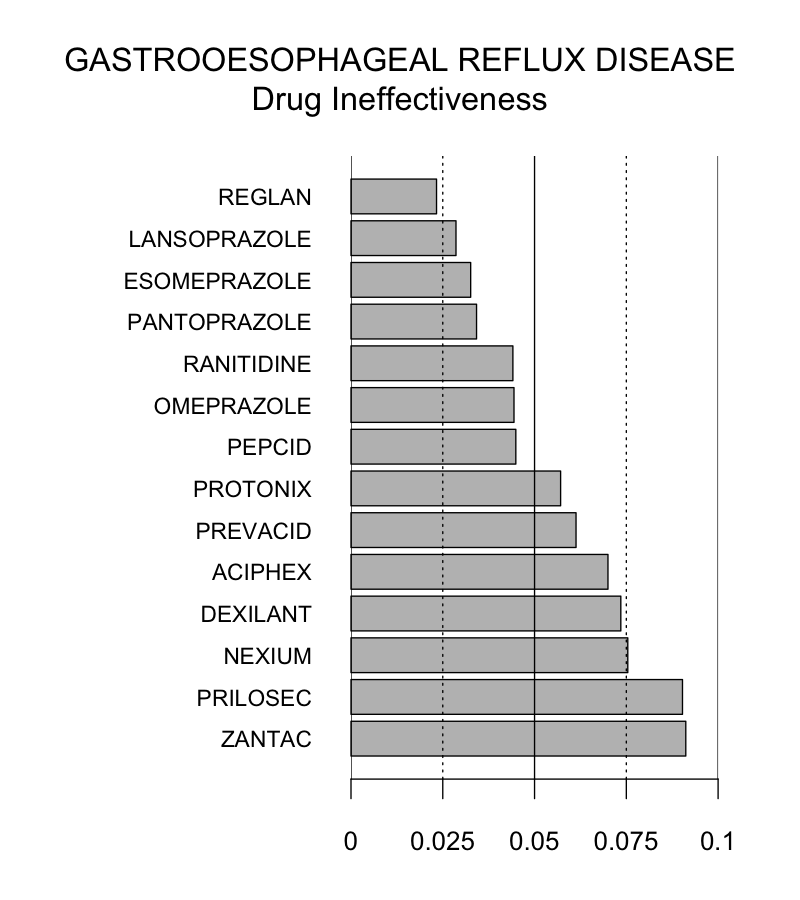 GASTROOESOPHAGEAL REFLUX DISEASE
Drug Ineffectiveness
REGLAN
LANSOPRAZOLE
ESOMEPRAZOLE
PANTOPRAZOLE
RANITIDINE
OMEPRAZOLE
PEPCID
PROTONIX
PREVACID
ACIPHEX
DEXILANT
NEXIUM
PRILOSEC
ZANTAC
0 0.025 0.05 0.075 0.1